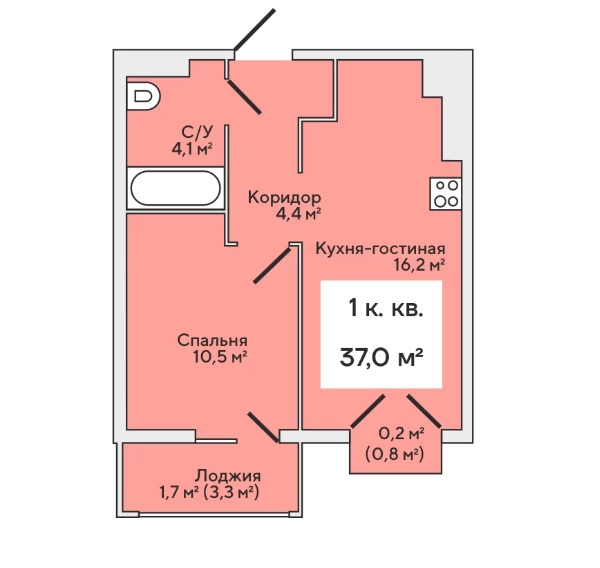 С/У
4,1 м²
Коридор
4,4 м²
Кухня-гостиная
16,2 м²
1 к. кв.
37,0 м²
Спальня
10,5 м²
0,2 м²
(0,8 м²)
Лоджия
1,7 м² (3,3 м²)